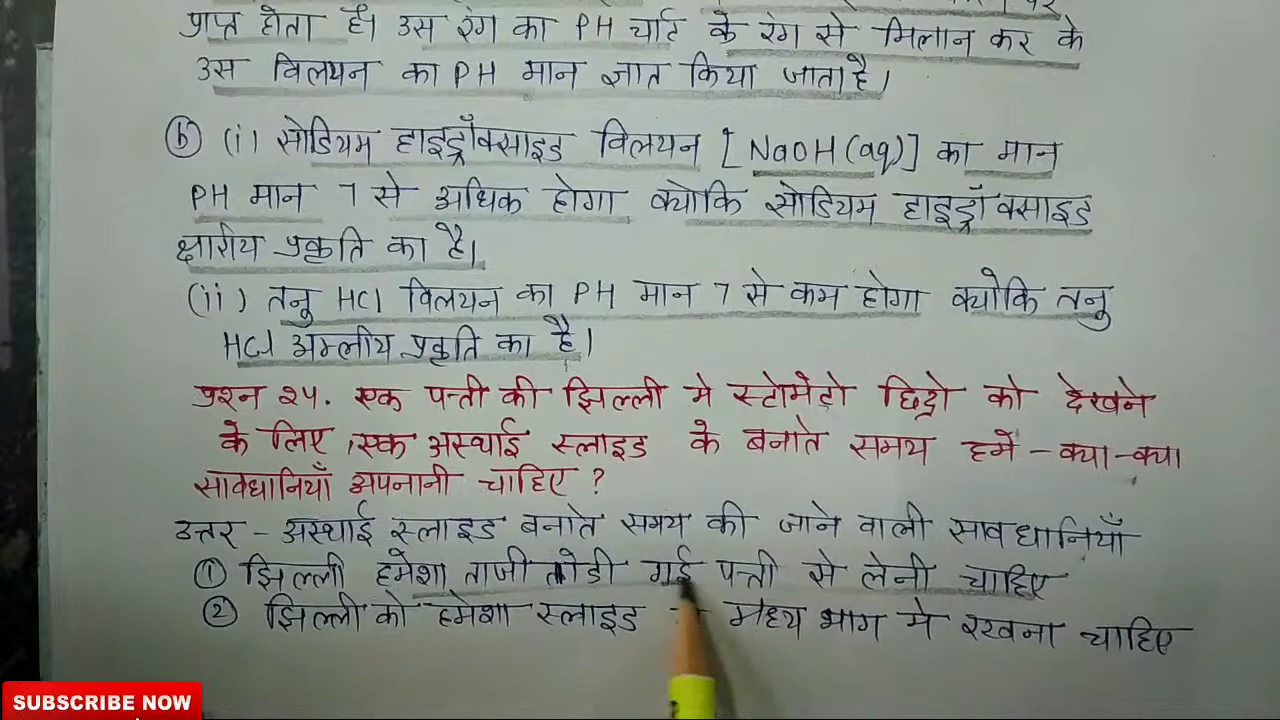 प्राप्त होता है। उस रंग का PH चार्ट के रंग से मिलान कर के
उस विलयन का PH मान ज्ञात किया जाता है।
ⓑ (i) सोडियम हाइड्रॉक्साइड विलयन [NaOH(aq)] का मान
PH मान 7 से अधिक होगा क्योकि सोडियम हाइड्रॉक्साइड
क्षारीय प्रकृति का है।
(ii) तनु HCl विलयन का PH मान 7 से कम होगा क्योकि तनु
HCl अम्लीय प्रकृति का है।
प्रश्न २५. एक पत्ती की झिल्ली मे स्टोमेटो छिद्रो को देखने
के लिए, एक अस्थाई स्लाइड के बनाते समय हमें - क्या-क्या
सावधानियाँ अपनानी चाहिए ?
उत्तर - अस्थाई स्लाइड बनाते समय की जाने वाली सावधानियाँ
① झिल्ली हमेशा ताजी तोडी गई पत्ती से लेनी चाहिए
② झिल्ली को हमेशा स्लाइड मध्य भाग मे रखना चाहिए
SUBSCRIBE NOW